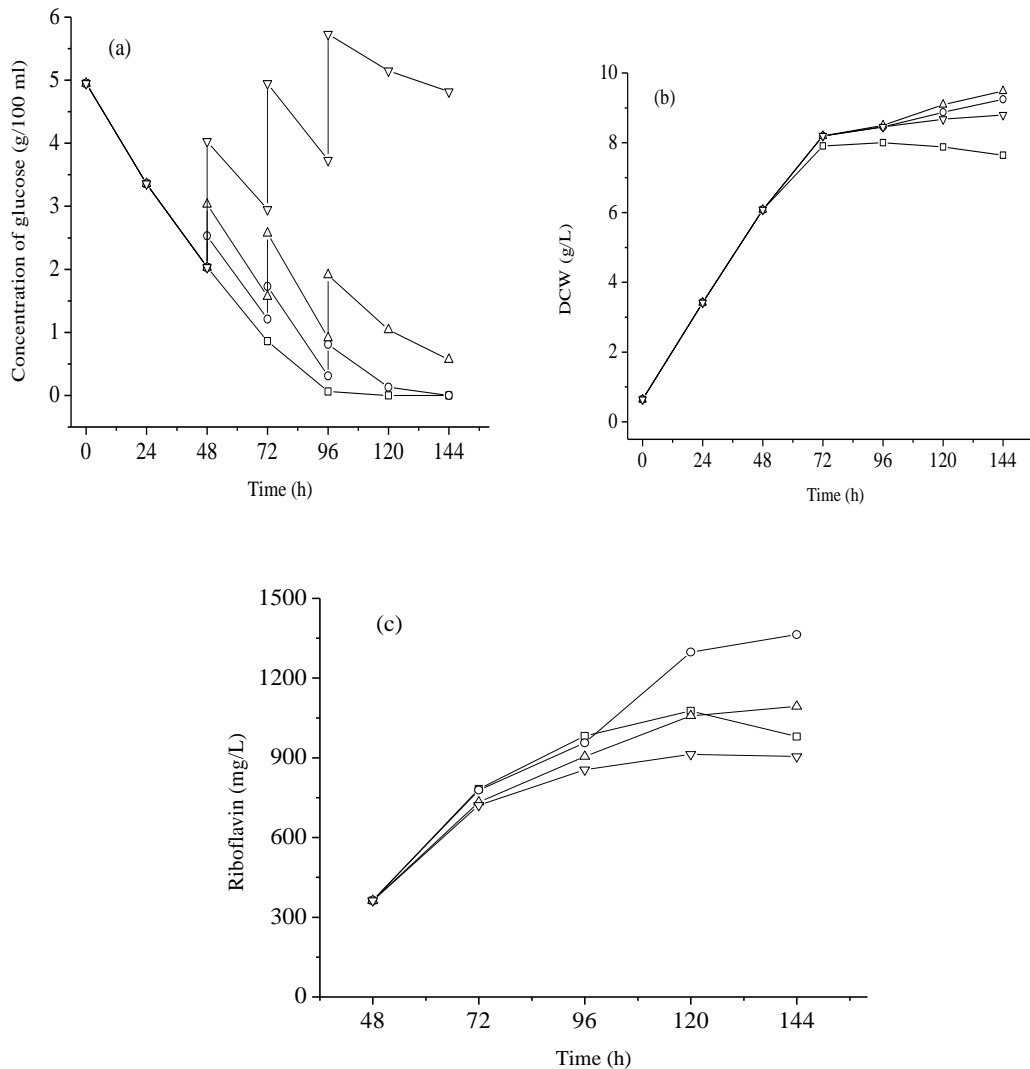 (a)
Concentration of glucose (g/100 ml)
6
5
4
3
2
1
0
0 24 48 72 96 120 144
Time (h)
(b)
DCW (g/L)
10
8
6
4
2
0
0 24 48 72 96 120 144
Time (h)
(c)
Riboflavin (mg/L)
1500
1200
900
600
300
0
48 72 96 120 144
Time (h)